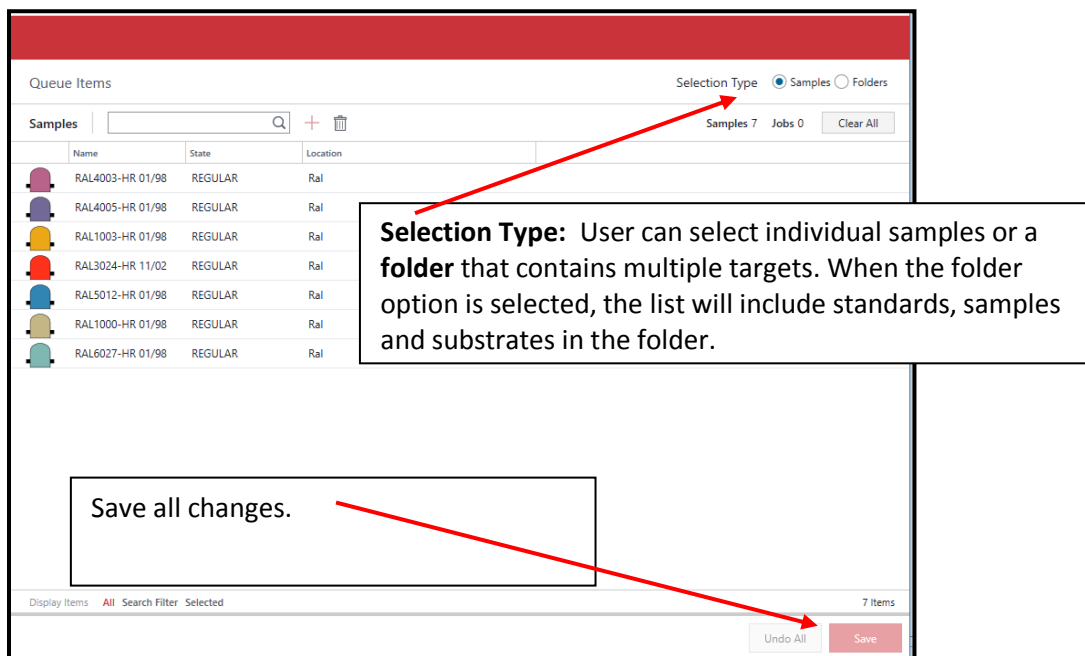 Queue Items Selection Type Samples Folders
Samples Samples 7 Jobs 0 Clear All
Name State Location
RAL4003-HR 01/98 REGULAR Ral
RAL4005-HR 01/98 REGULAR Ral
RAL1003-HR 01/98 REGULAR Ral
RAL3024-HR 11/02 REGULAR Ral
RAL5012-HR 01/98 REGULAR Ral
RAL1000-HR 01/98 REGULAR Ral
RAL6027-HR 01/98 REGULAR Ral
Selection Type: User can select individual samples or a
folder that contains multiple targets. When the folder
option is selected, the list will include standards, samples
and substrates in the folder.
Save all changes.
Display Items All Search Filter Selected 7 Items
Undo All Save